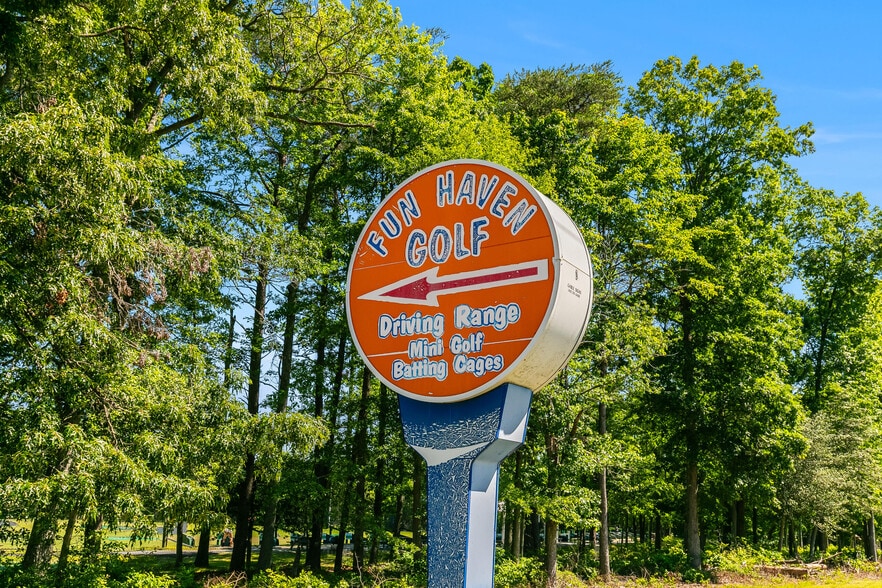 FUN HAVEN
GOLF
Driving Range
Mini Golf
Batting Cages